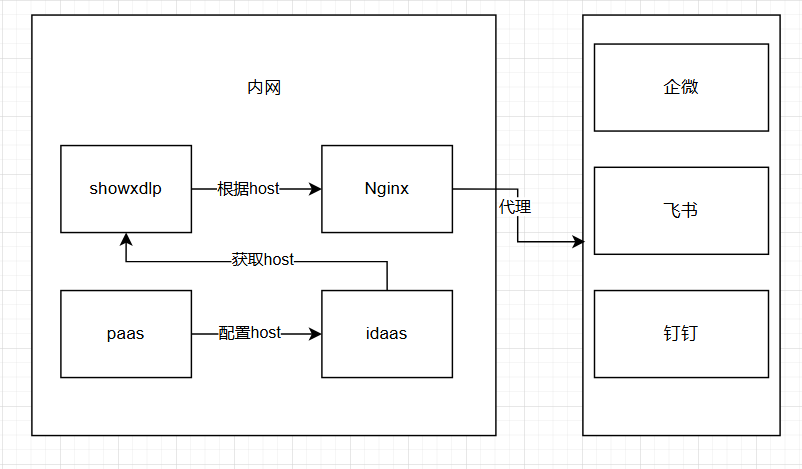 内网
showxdlp
根据host
Nginx
代理
获取host
paas
配置host
idaas
企微
飞书
钉钉